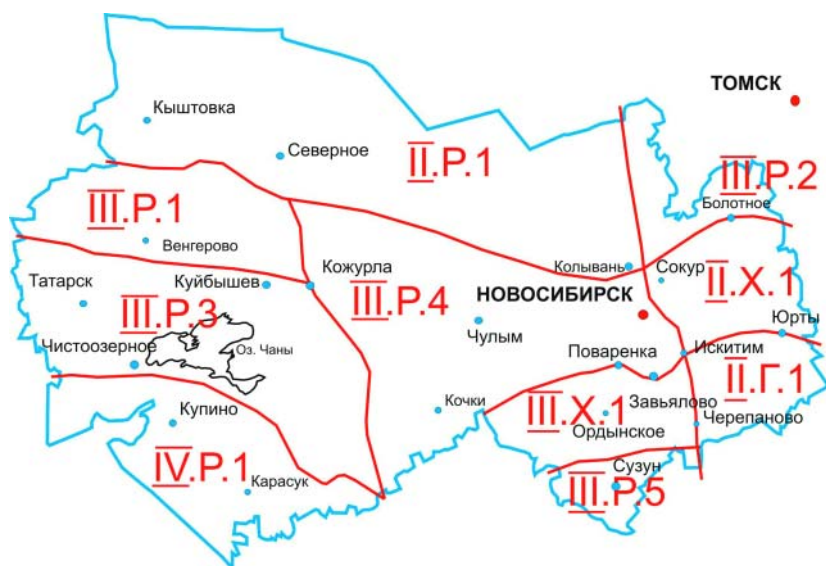 ТОМСК
Кыштовка
Северное
II.Р.1
III.Р.2
Болотное
III.Р.1
Венгерово
Колывань
Сокур
II.Х.1
Татарск
Куйбышев
Кожурла
III.Р.3
III.Р.4
НОВОСИБИРСК
Чулым
Юрты
Чистоозерное
Оз. Чаны
Поваренка
Искитим
II.Г.1
Купино
Кочки
III.Х.1
Завьялово
Ордынское
Черепаново
IV.Р.1
Карасук
Сузун
III.Р.5